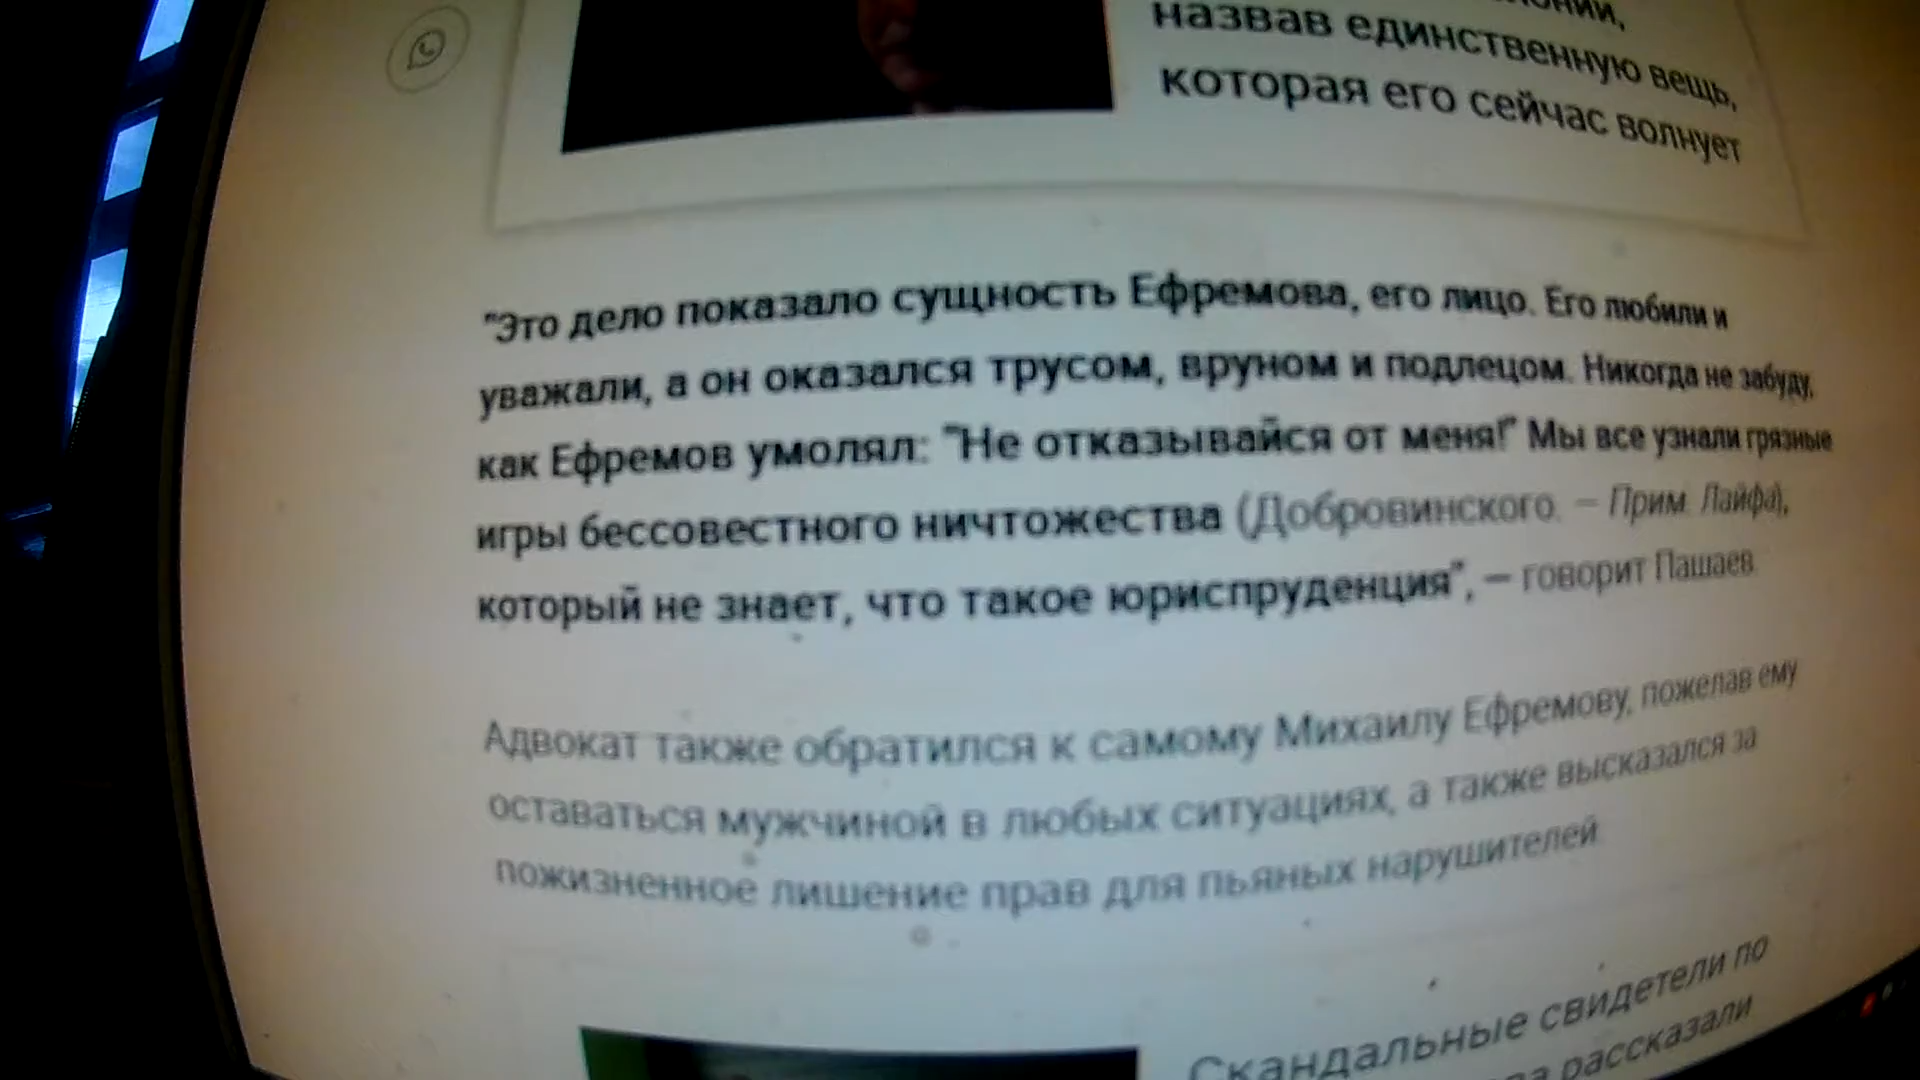 назвав единственную вещь,
которая его сейчас волнует
"Это дело показало сущность Ефремова, его лицо. Его любили и
уважали, а он оказался трусом, вруном и подлецом. Никогда не забуду,
как Ефремов умолял: "Не отказывайся от меня!" Мы все узнали грязные
игры бессовестного ничтожества (Добровинского. — Прим. Лайфа),
который не знает, что такое юриспруденция", — говорит Пашаев.
Адвокат также обратился к самому Михаилу Ефремову, пожелав ему
оставаться мужчиной в любых ситуациях, а также высказался за
пожизненное лишение прав для пьяных нарушителей.
Скандальные свидетели по
рассказали